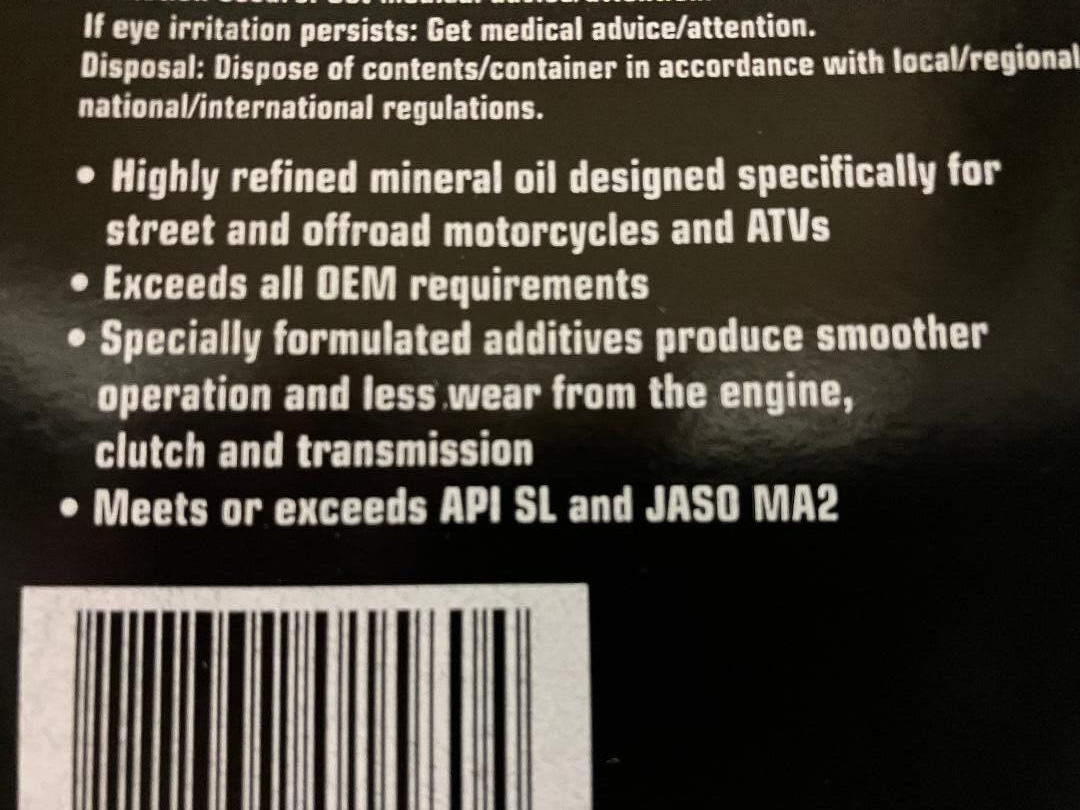 If eye irritation persists: Get medical advice/attention.
Disposal: Dispose of contents/container in accordance with local/regional
national/international regulations.
• Highly refined mineral oil designed specifically for
street and offroad motorcycles and ATVs
• Exceeds all OEM requirements
• Specially formulated additives produce smoother
operation and less wear from the engine,
clutch and transmission
• Meets or exceeds API SL and JASO MA2